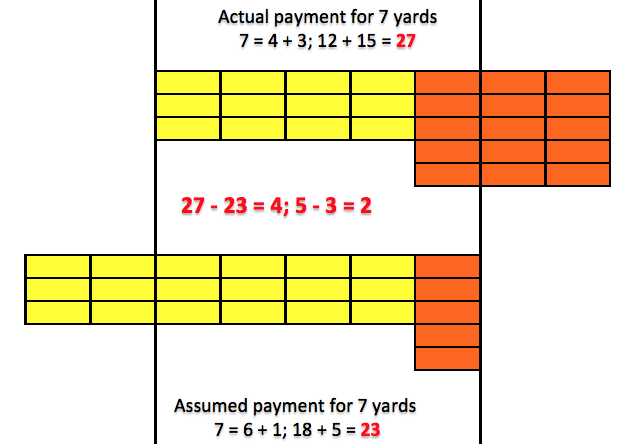 Actual payment for 7 yards
7 = 4 + 3; 12 + 15 = 27
27 - 23 = 4; 5 - 3 = 2
Assumed payment for 7 yards
7 = 6 + 1; 18 + 5 = 23